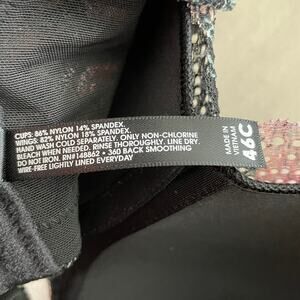 CUPS: 86% NYLON 14% SPANDEX.
WINGS: 82% NYLON 18% SPANDEX.
HAND WASH COLD SEPARATELY. ONLY NON-CHLORINE
BLEACH WHEN NEEDED. RINSE THOROUGHLY. LINE DRY.
DO NOT IRON. RN#148862 • 360 BACK SMOOTHING
WIRE-FREE LIGHTLY LINED EVERYDAY
MADE IN
VIETNAM
46C